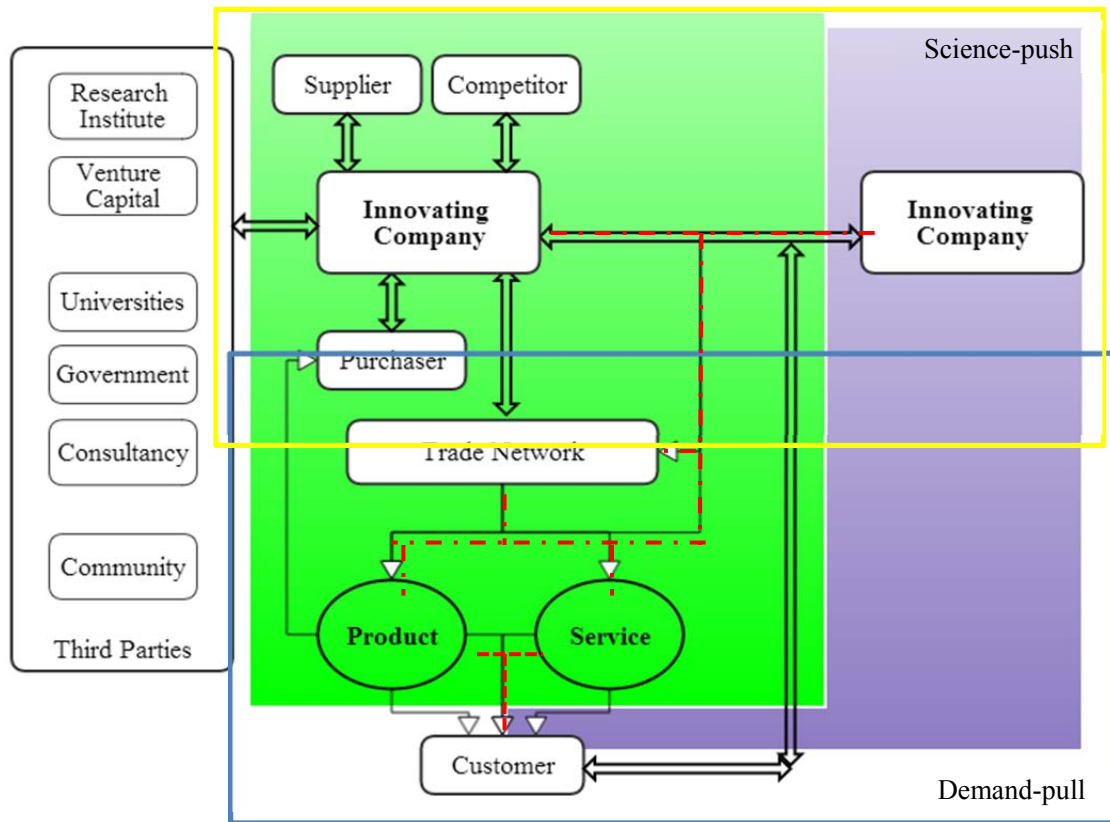 Science-push
Supplier
Competitor
Research
Institute
Venture
Capital
Innovating
Company
Innovating
Company
Universities
Purchaser
Government
Consultancy
Trade Network
Community
Product
Service
Third Parties
Customer
Demand-pull